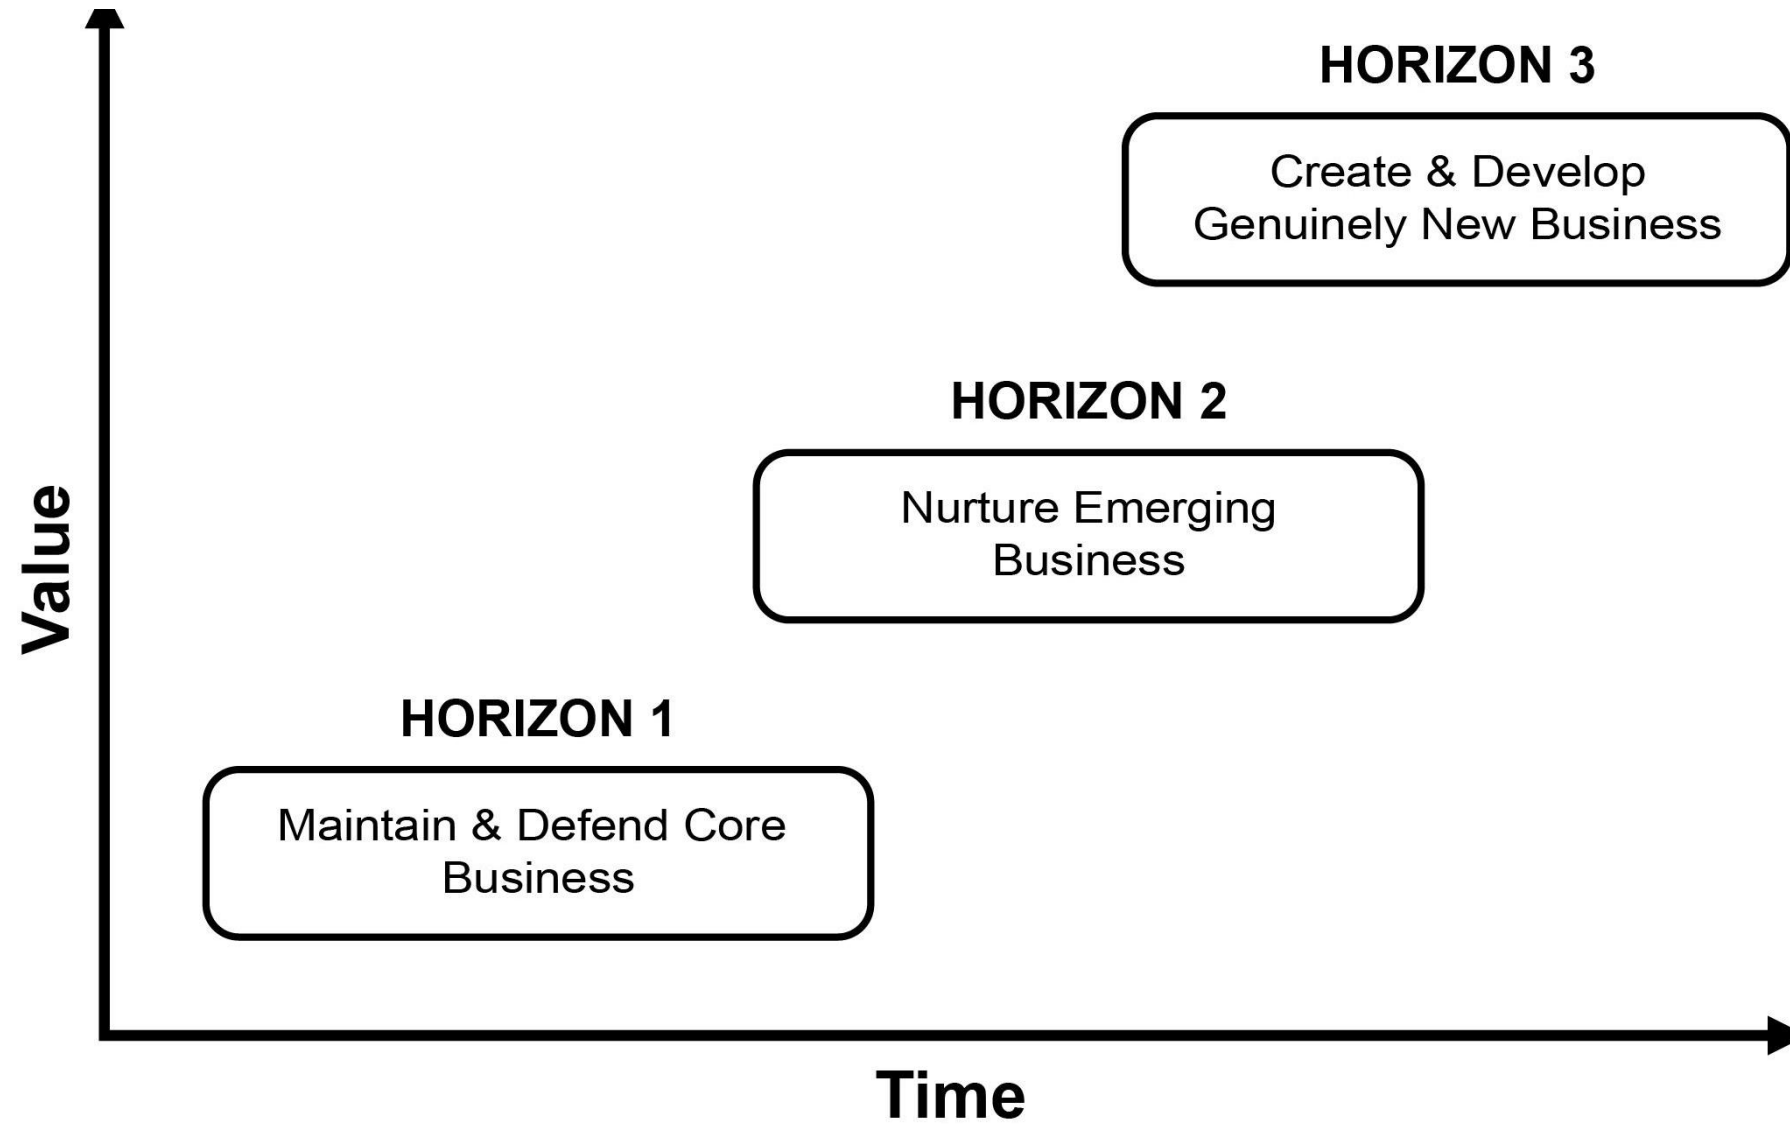 HORIZON 3
Create & Develop
Genuinely New Business
HORIZON 2
Nurture Emerging
Business
Value
HORIZON 1
Maintain & Defend Core
Business
Time